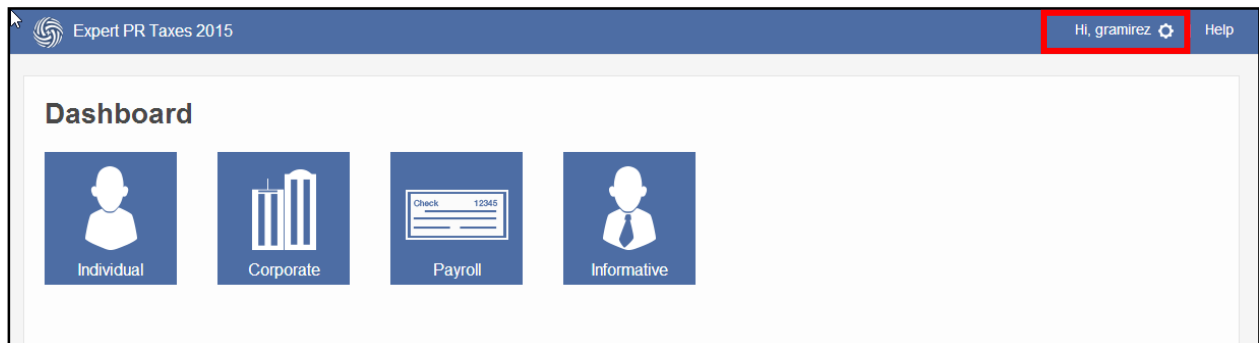 Expert PR Taxes 2015
Hi, gramirez
Help
Dashboard
Individual
Corporate
Check 12345
Payroll
Informative